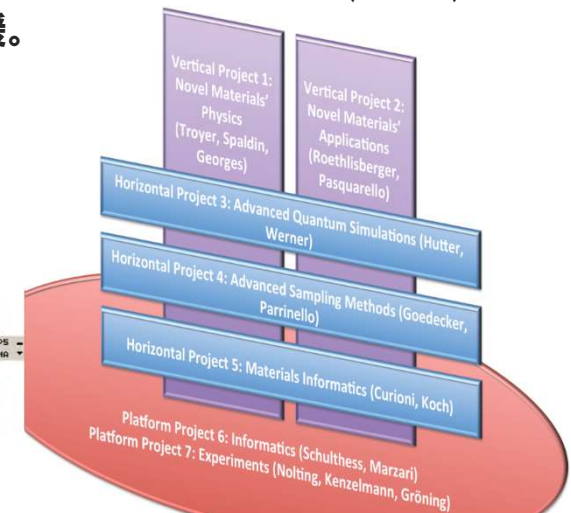 Vertical Project 1:
Novel Materials'
Physics
(Troyer, Spaldin,
Georges)
Vertical Project 2:
Novel Materials'
Applications
(Roethlisberger,
Pasquarello)
Horizontal Project 3: Advanced Quantum Simulations (Hutter,
Werner)
Horizontal Project 4: Advanced Sampling Methods (Goedecker,
Parrinello)
Horizontal Project 5: Materials Informatics (Curioni, Koch)
Platform Project 6: Informatics (Schulthess, Marzari)
Platform Project 7: Experiments (Nolting, Kenzelmann, Gröning)